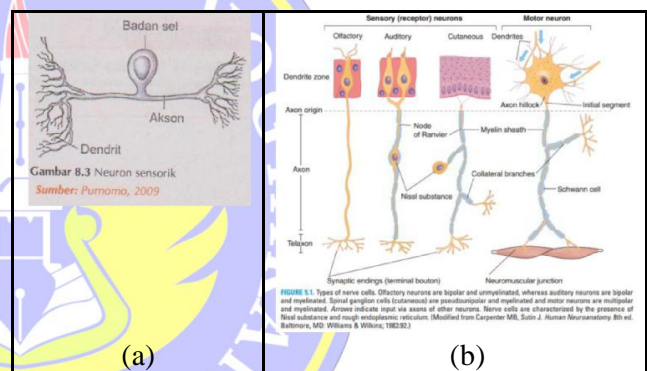 Badan sel
Akson
Dendrit
Gambar 8.3 Neuron sensorik
Sumber: Purnomo, 2009
(a)
Sensory (receptor) neurons
Motor neuron
Olfactory
Auditory
Cutaneous
Dendrites
Dendrite zone
Axon origin
Axon hillock
Initial segment
Node
of Ranvier
Myelin sheath
Axon
Collateral branches
Nissl substance
Schwann cell
Telaxon
Synaptic endings (terminal bouton)
Neuromuscular junction
FIGURE 5.1. Types of nerve cells. Olfactory neurons are bipolar and unmyelinated, whereas auditory neurons are bipolar
and myelinated. Spinal ganglion cells (cutaneous) are pseudounipolar and myelinated and motor neurons are multipolar
and myelinated. Arrows indicate input via axons of other neurons. Nerve cells are characterized by the presence of
Nissl substance and rough endoplasmic reticulum. (Modified from Carpenter MB, Sutin J. Human Neuroanatomy. 8th ed.
Baltimore, MD: Williams & Wilkins; 1983:92.)
(b)